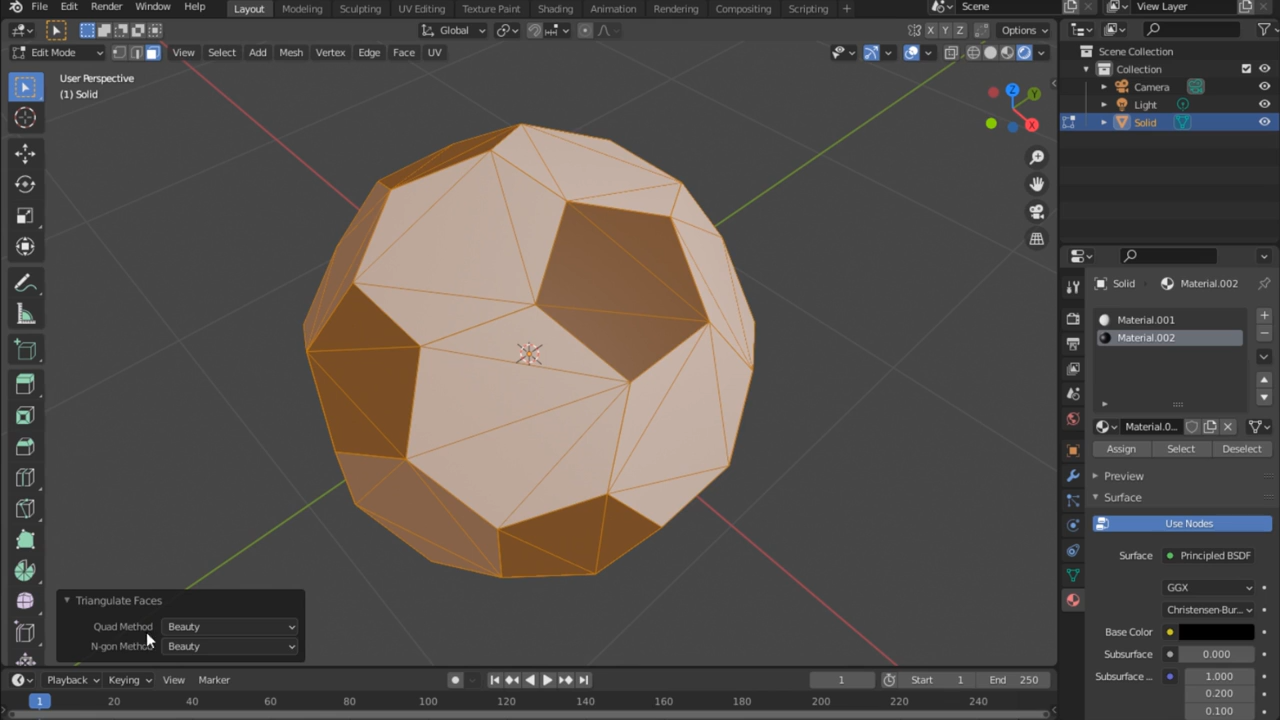 File Edit Render Window Help Layout Modeling Sculpting UV Editing Texture Paint Shading Animation Rendering Compositing Scripting + Scene View Layer
Global X Y Z Options
Edit Mode View Select Add Mesh Vertex Edge Face UV
Scene Collection
Collection
Camera
Light
Solid
User Perspective
(1) Solid
Z
Y
X
Solid Material.002
Material.001
Material.002
Material.0...
Assign Select Deselect
Preview
Surface
Use Nodes
Surface Principled BSDF
GGX
Christensen-Bur...
Base Color
Subsurface 0.000
Subsurface ... 1.000
0.200
0.100
Triangulate Faces
Quad Method Beauty
N-gon Method Beauty
Playback Keying View Marker 1 Start 1 End 250
1 20 40 60 80 100 120 140 160 180 200 220 240